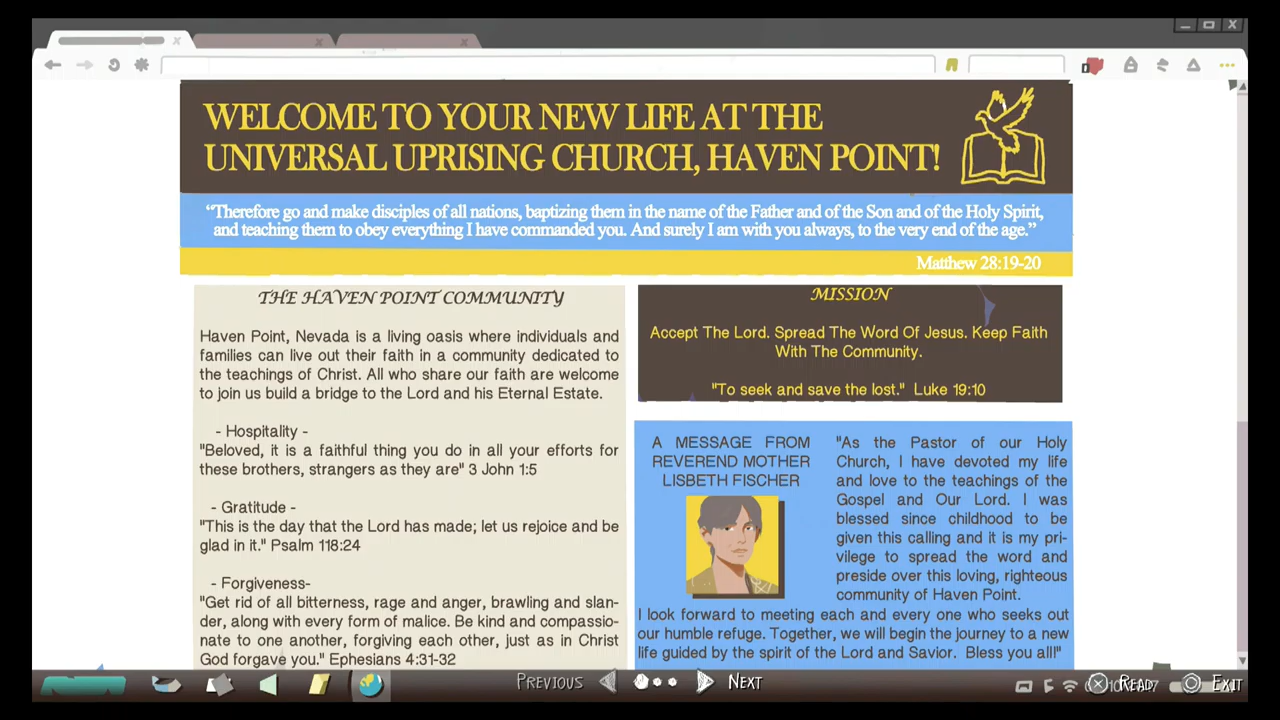 WELCOME TO YOUR NEW LIFE AT THE
UNIVERSAL UPRISING CHURCH, HAVEN POINT!
“Therefore go and make disciples of all nations, baptizing them in the name of the Father and of the Son and of the Holy Spirit,
and teaching them to obey everything I have commanded you. And surely I am with you always, to the very end of the age.”
Matthew 28:19-20
THE HAVEN POINT COMMUNITY
Haven Point, Nevada is a living oasis where individuals and
families can live out their faith in a community dedicated to
the teachings of Christ. All who share our faith are welcome
to join us build a bridge to the Lord and his Eternal Estate.
- Hospitality -
"Beloved, it is a faithful thing you do in all your efforts for
these brothers, strangers as they are" 3 John 1:5
- Gratitude -
"This is the day that the Lord has made; let us rejoice and be
glad in it." Psalm 118:24
- Forgiveness-
"Get rid of all bitterness, rage and anger, brawling and slan-
der, along with every form of malice. Be kind and compassio-
nate to one another, forgiving each other, just as in Christ
God forgave you." Ephesians 4:31-32
MISSION
Accept The Lord. Spread The Word Of Jesus. Keep Faith
With The Community.
"To seek and save the lost." Luke 19:10
A MESSAGE FROM
REVEREND MOTHER
LISBETH FISCHER
"As the Pastor of our Holy
Church, I have devoted my life
and love to the teachings of the
Gospel and Our Lord. I was
blessed since childhood to be
given this calling and it is my pri-
vilege to spread the word and
preside over this loving, righteous
community of Haven Point.
I look forward to meeting each and every one who seeks out
our humble refuge. Together, we will begin the journey to a new
life guided by the spirit of the Lord and Savior. Bless you all!"
PREVIOUS
NEXT
READ
EXIT